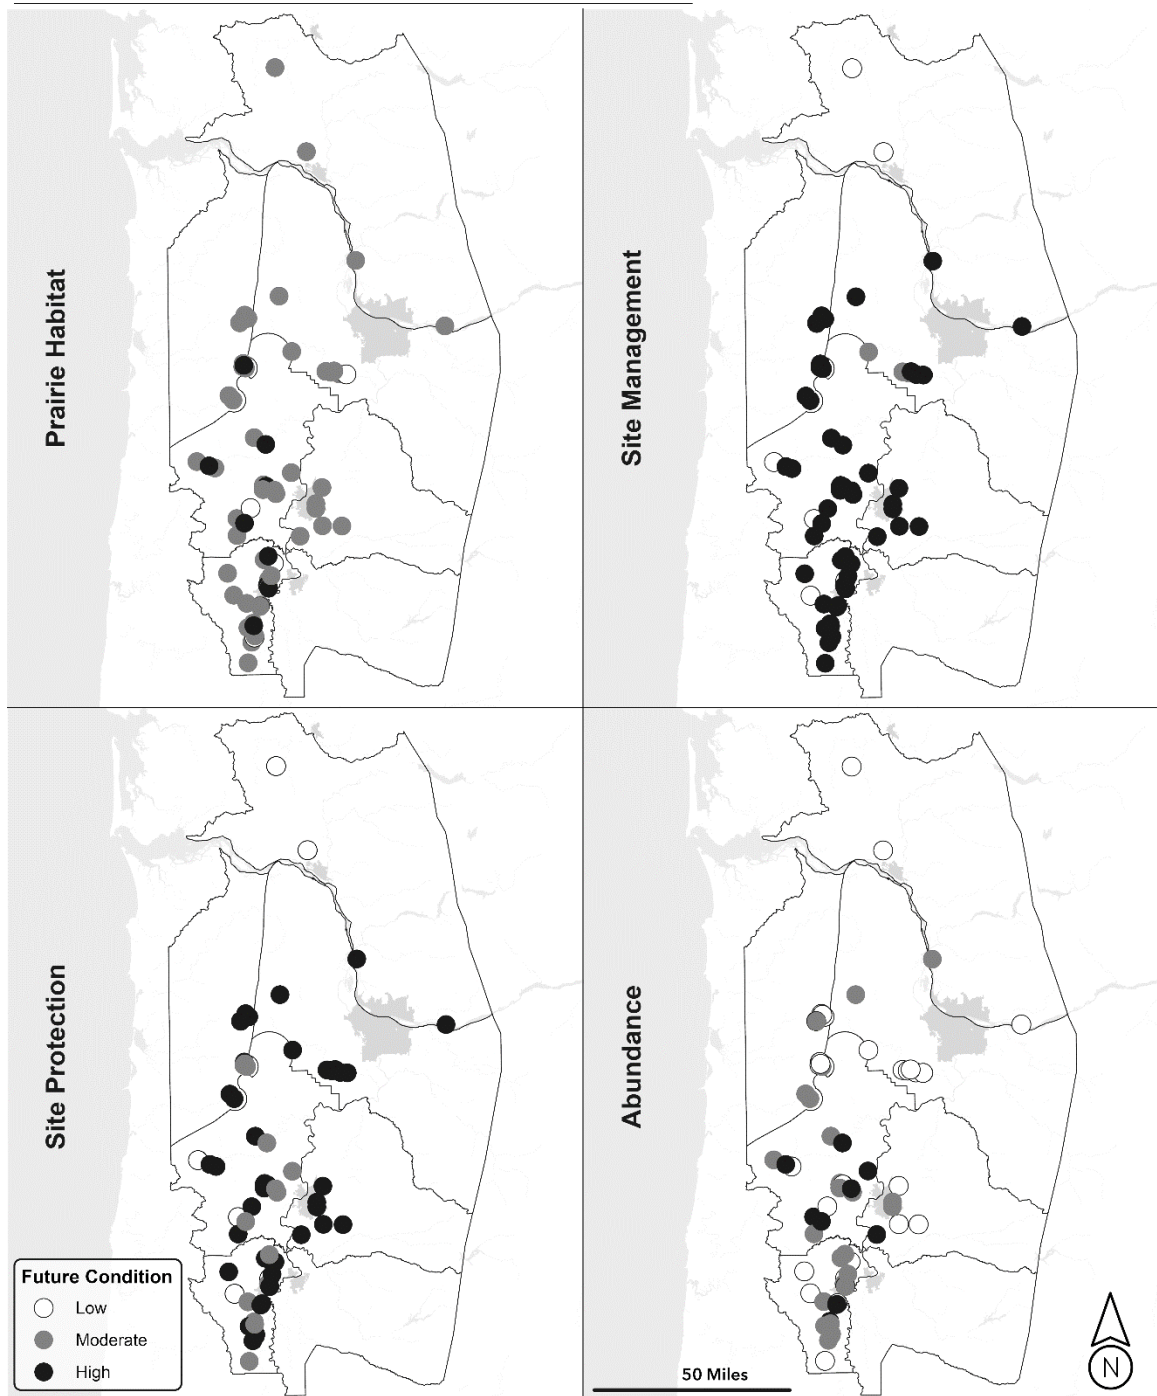 Prairie Habitat
Site Management
Site Protection
Abundance
Future Condition
Low
Moderate
High
50 Miles
N